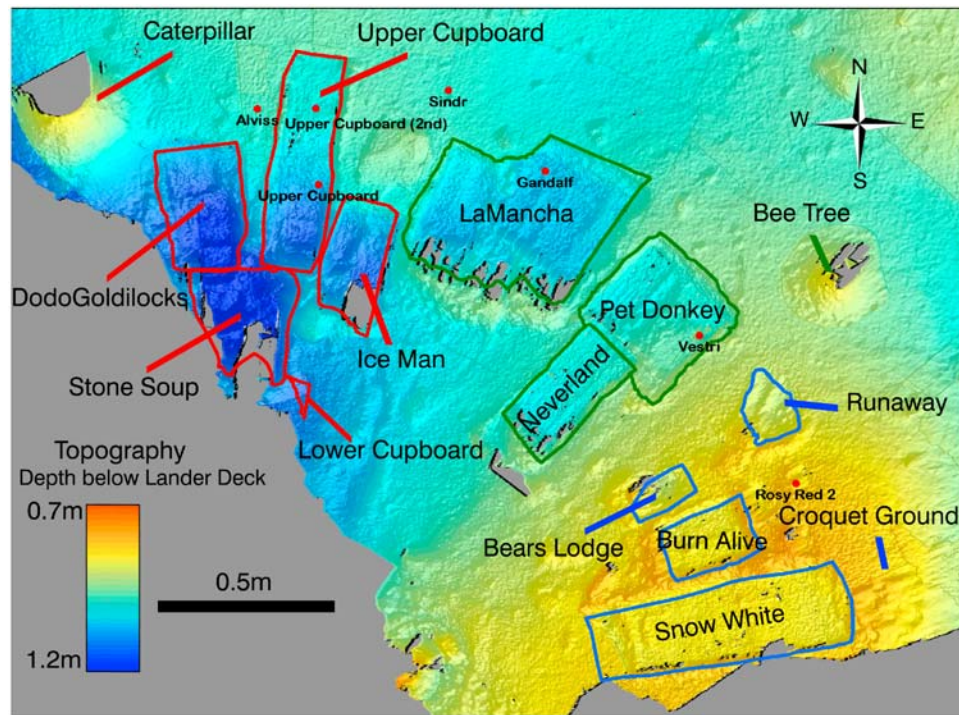 Caterpillar
Upper Cupboard
N
W E
S
Sindr
Alviss
Upper Cupboard (2nd)
Gandalf
Upper Cupboard
LaMancha
Bee Tree
DodoGoldilocks
Pet Donkey
Vestri
Ice Man
Stone Soup
Neverland
Runaway
Lower Cupboard
Topography
Depth below Lander Deck
0.7m
1.2m
0.5m
Rosy Red 2
Croquet Ground
Bears Lodge
Burn Alive
Snow White